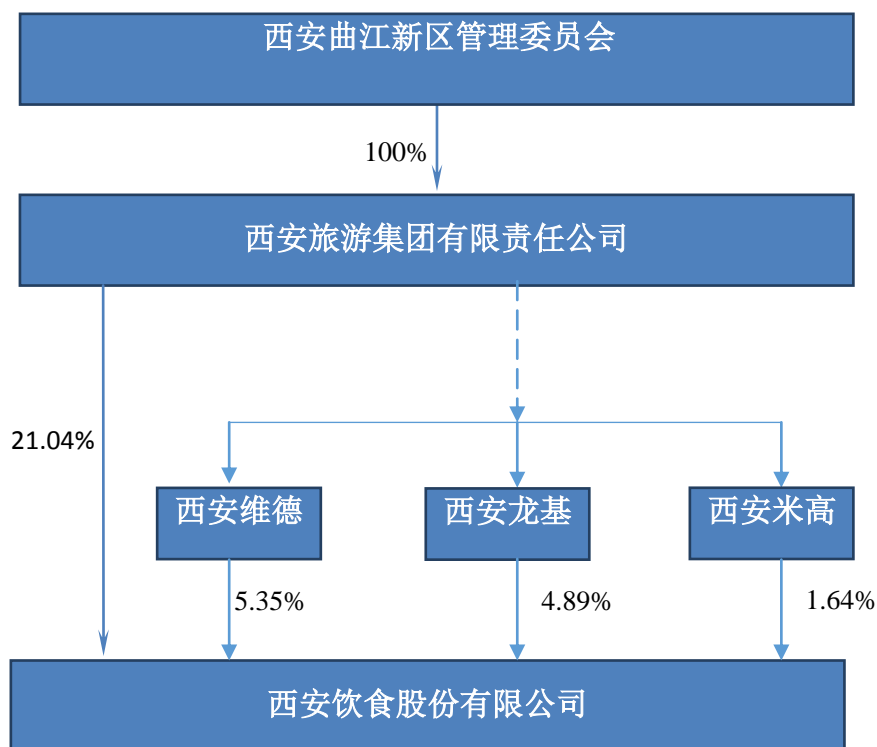 西安曲江新区管理委员会
100%
西安旅游集团有限责任公司
21.04%
西安维德
西安龙基
西安米高
5.35%
4.89%
1.64%
西安饮食股份有限公司